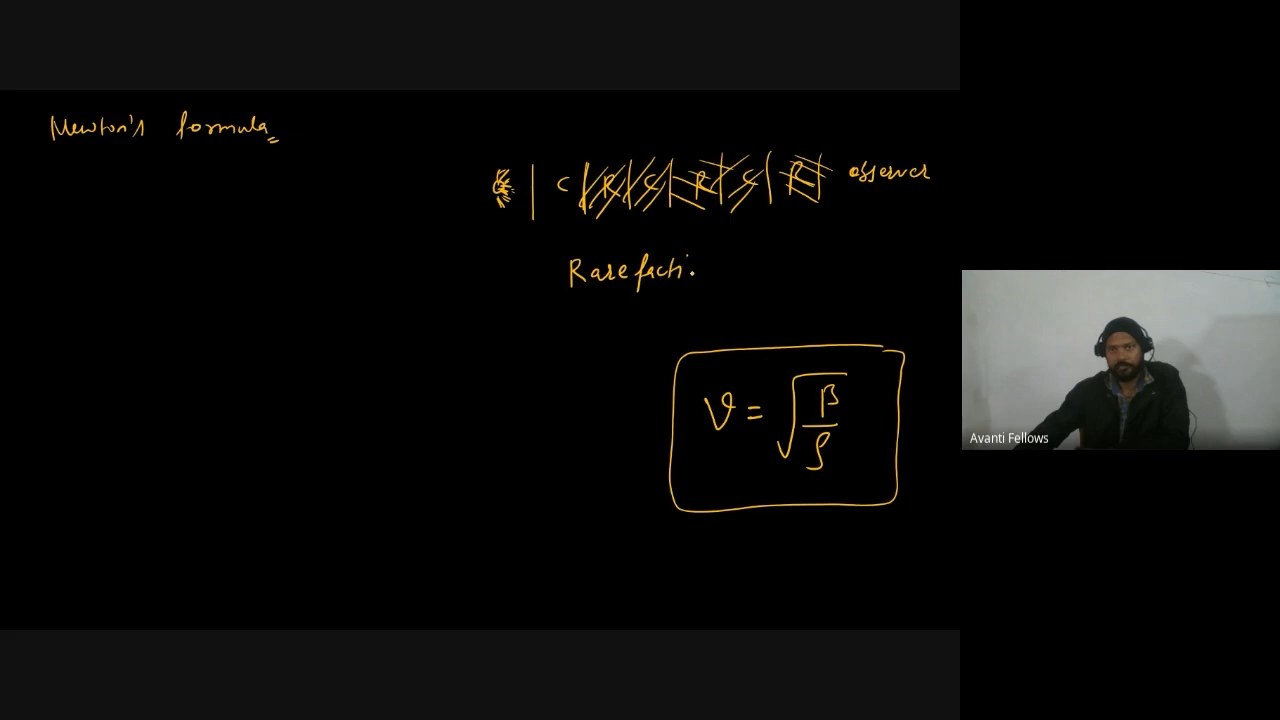 Newton's formula
C R C R C R observer
Rarefacti
v = √β/ρ
Avanti Fellows